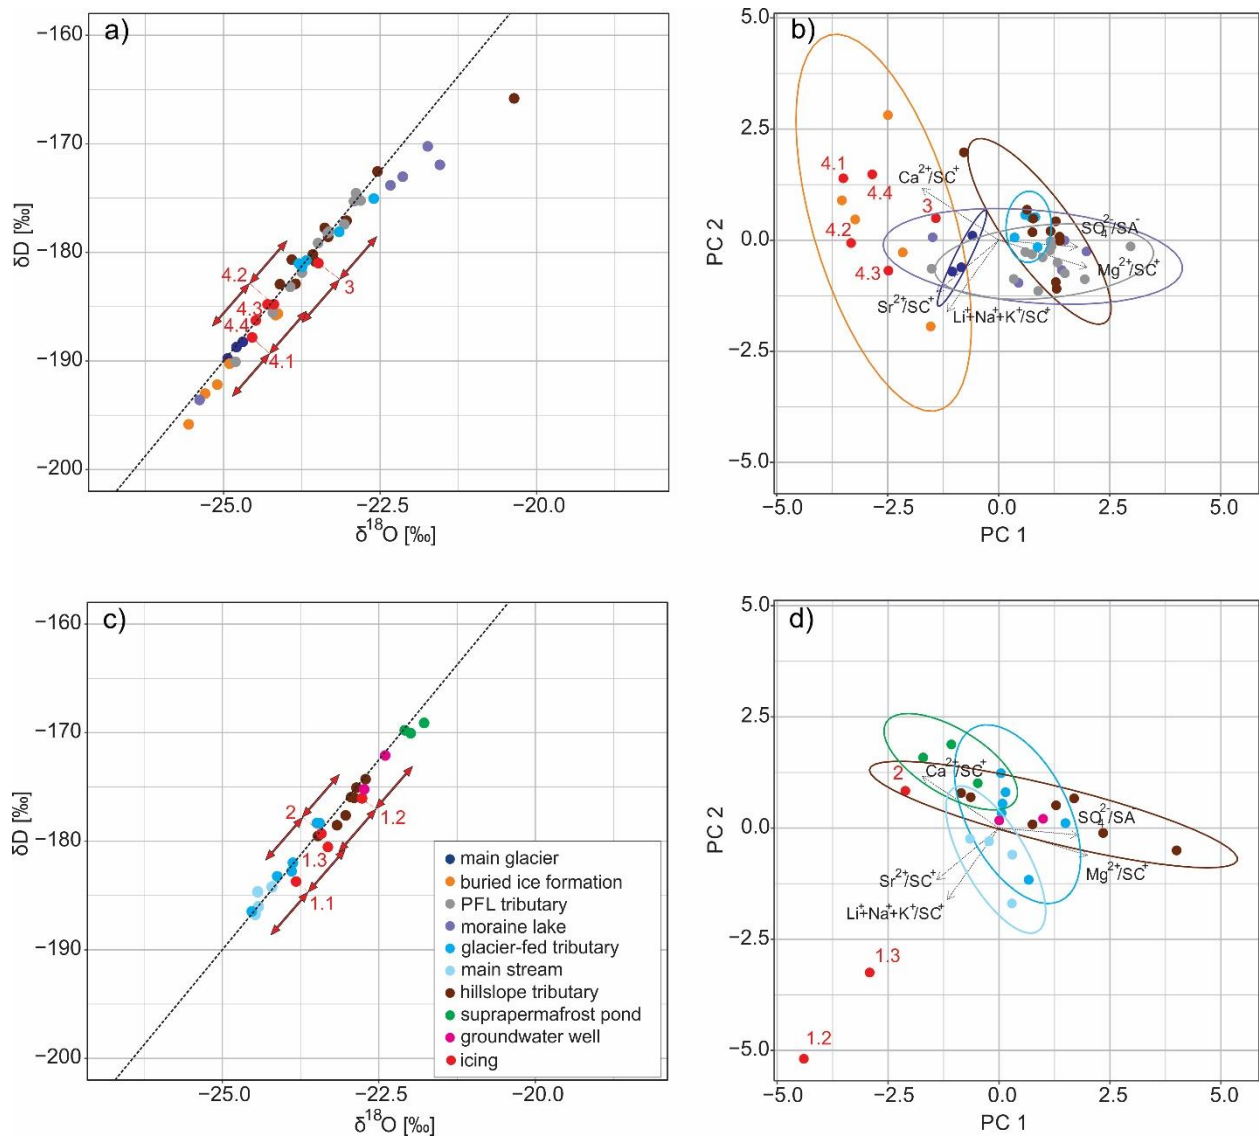 a)
−160
−170
−180
−190
−200
δD [‰]
4.2
4.3
4.4
3
4.1
−25.0 −22.5 −20.0
δ¹⁸O [‰]
b)
5.0
2.5
0.0
−2.5
−5.0
PC 2
4.1
4.4
Ca²⁺/SC⁺
3
4.2
SO₄²⁻/SA⁻
4.3
Mg²⁺/SC⁺
Sr²⁺/SC⁺
Li⁺+Na⁺+K⁺/SC⁺
−5.0 −2.5 0.0 2.5 5.0
PC 1
c)
−160
−170
−180
−190
−200
δD [‰]
2
1.2
1.3
1.1
main glacier
buried ice formation
PFL tributary
moraine lake
glacier-fed tributary
main stream
hillslope tributary
suprapermafrost pond
groundwater well
icing
−25.0 −22.5 −20.0
δ¹⁸O [‰]
d)
5.0
2.5
0.0
−2.5
−5.0
PC 2
2
Ca²⁺/SC⁺
SO₄²⁻/SA
Mg²⁺/SC⁺
Sr²⁺/SC⁺
Li⁺+Na⁺+K⁺/SC⁺
1.3
1.2
−5.0 −2.5 0.0 2.5 5.0
PC 1